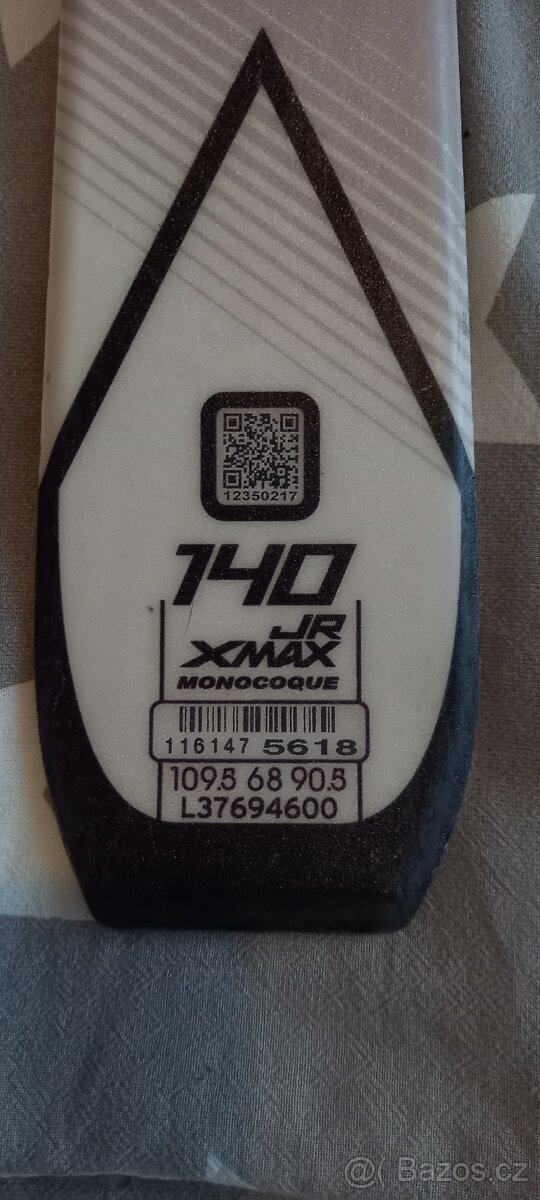 12350217
140
JR
XMAX
MONOCOQUE
116147 5618
109.5 68 90.5
L37694600
@( Bazos.cz